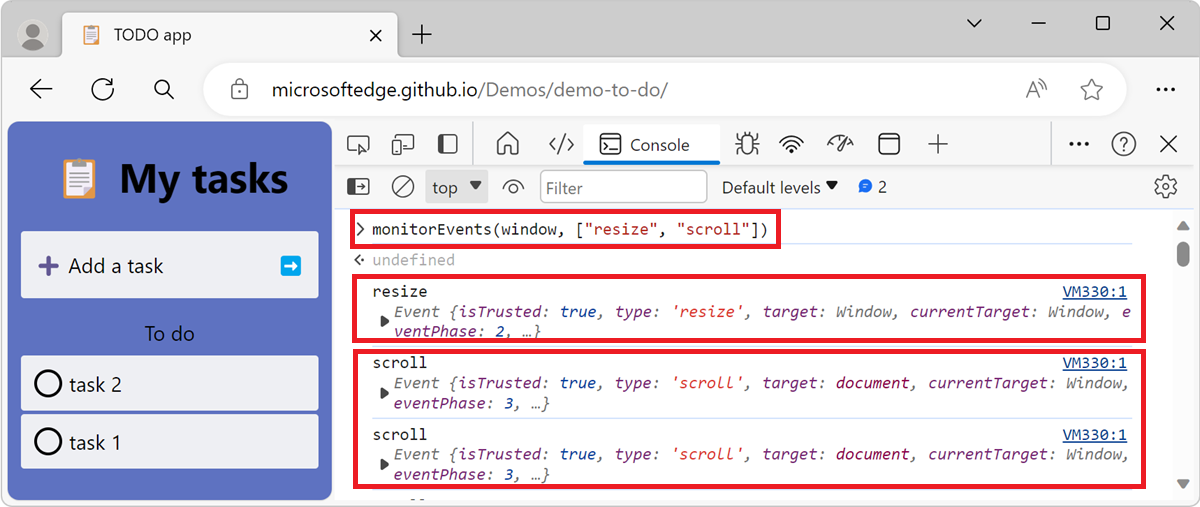 TODO app
microsoftedge.github.io/Demos/demo-to-do/
My tasks
Add a task
To do
task 2
task 1
Console
top
Filter
Default levels
2
monitorEvents(window, ["resize", "scroll"])
undefined
resize
VM330:1
Event {isTrusted: true, type: 'resize', target: Window, currentTarget: Window, e
ventPhase: 2, …}
scroll
VM330:1
Event {isTrusted: true, type: 'scroll', target: document, currentTarget: Window,
eventPhase: 3, …}
scroll
VM330:1
Event {isTrusted: true, type: 'scroll', target: document, currentTarget: Window,
eventPhase: 3, …}